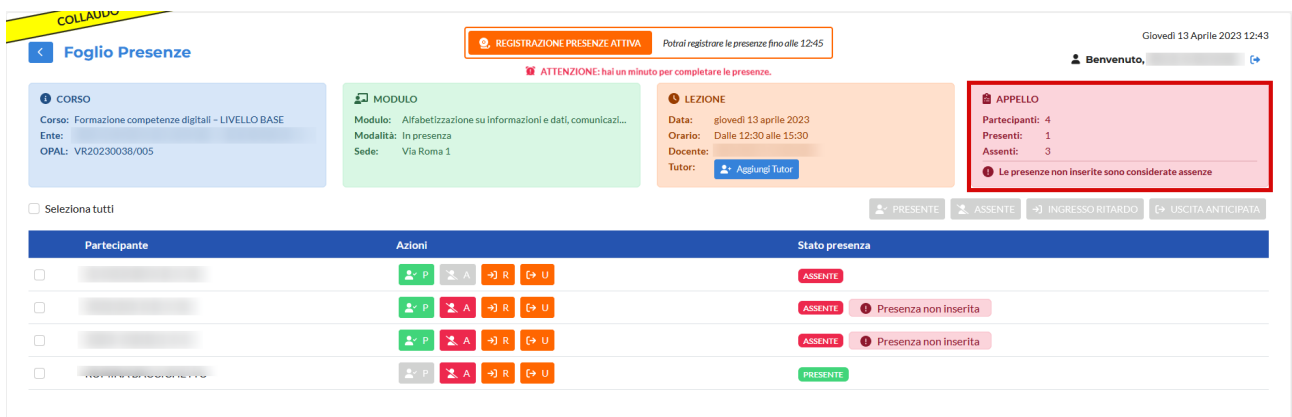 COLLAUDO
Foglio Presenze
REGISTRAZIONE PRESENZE ATTIVA Potrai registrare le presenze fino alle 12:45
ATTENZIONE: hai un minuto per completare le presenze.
Giovedì 13 Aprile 2023 12:43
Benvenuto,
CORSO
Corso: Formazione competenze digitali – LIVELLO BASE
Ente:
OPAL: VR20230038/005
MODULO
Modulo: Alfabetizzazione su informazioni e dati, comunicazi...
Modalità: In presenza
Sede: Via Roma 1
LEZIONE
Data: giovedì 13 aprile 2023
Orario: Dalle 12:30 alle 15:30
Docente:
Tutor: Aggiungi Tutor
APPELLO
Partecipanti: 4
Presenti: 1
Assenti: 3
Le presenze non inserite sono considerate assenze
Seleziona tutti PRESENTE ASSENTE INGRESSO RITARDO USCITA ANTICIPATA
Partecipante Azioni Stato presenza
P A R U ASSENTE
P A R U ASSENTE Presenza non inserita
P A R U ASSENTE Presenza non inserita
P A R U PRESENTE